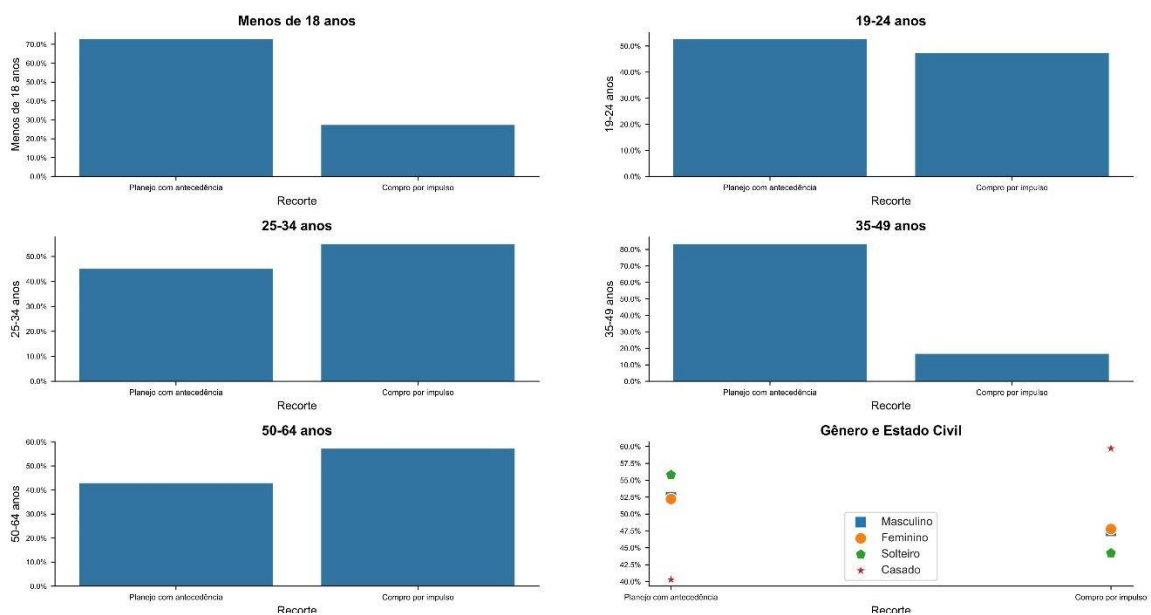 Menos de 18 anos
Menos de 18 anos
70.0%
60.0%
50.0%
40.0%
30.0%
20.0%
10.0%
0.0%
Planejo com antecedência
Compro por impulso
Recorte
19-24 anos
19-24 anos
50.0%
40.0%
30.0%
20.0%
10.0%
0.0%
Planejo com antecedência
Compro por impulso
Recorte
25-34 anos
25-34 anos
50.0%
40.0%
30.0%
20.0%
10.0%
0.0%
Planejo com antecedência
Compro por impulso
Recorte
35-49 anos
35-49 anos
80.0%
70.0%
60.0%
50.0%
40.0%
30.0%
20.0%
10.0%
0.0%
Planejo com antecedência
Compro por impulso
Recorte
50-64 anos
50-64 anos
60.0%
50.0%
40.0%
30.0%
20.0%
10.0%
0.0%
Planejo com antecedência
Compro por impulso
Recorte
Gênero e Estado Civil
60.0%
57.5%
55.0%
52.5%
50.0%
47.5%
45.0%
42.5%
40.0%
Masculino
Feminino
Solteiro
Casado
Planejo com antecedência
Compro por impulso
Recorte